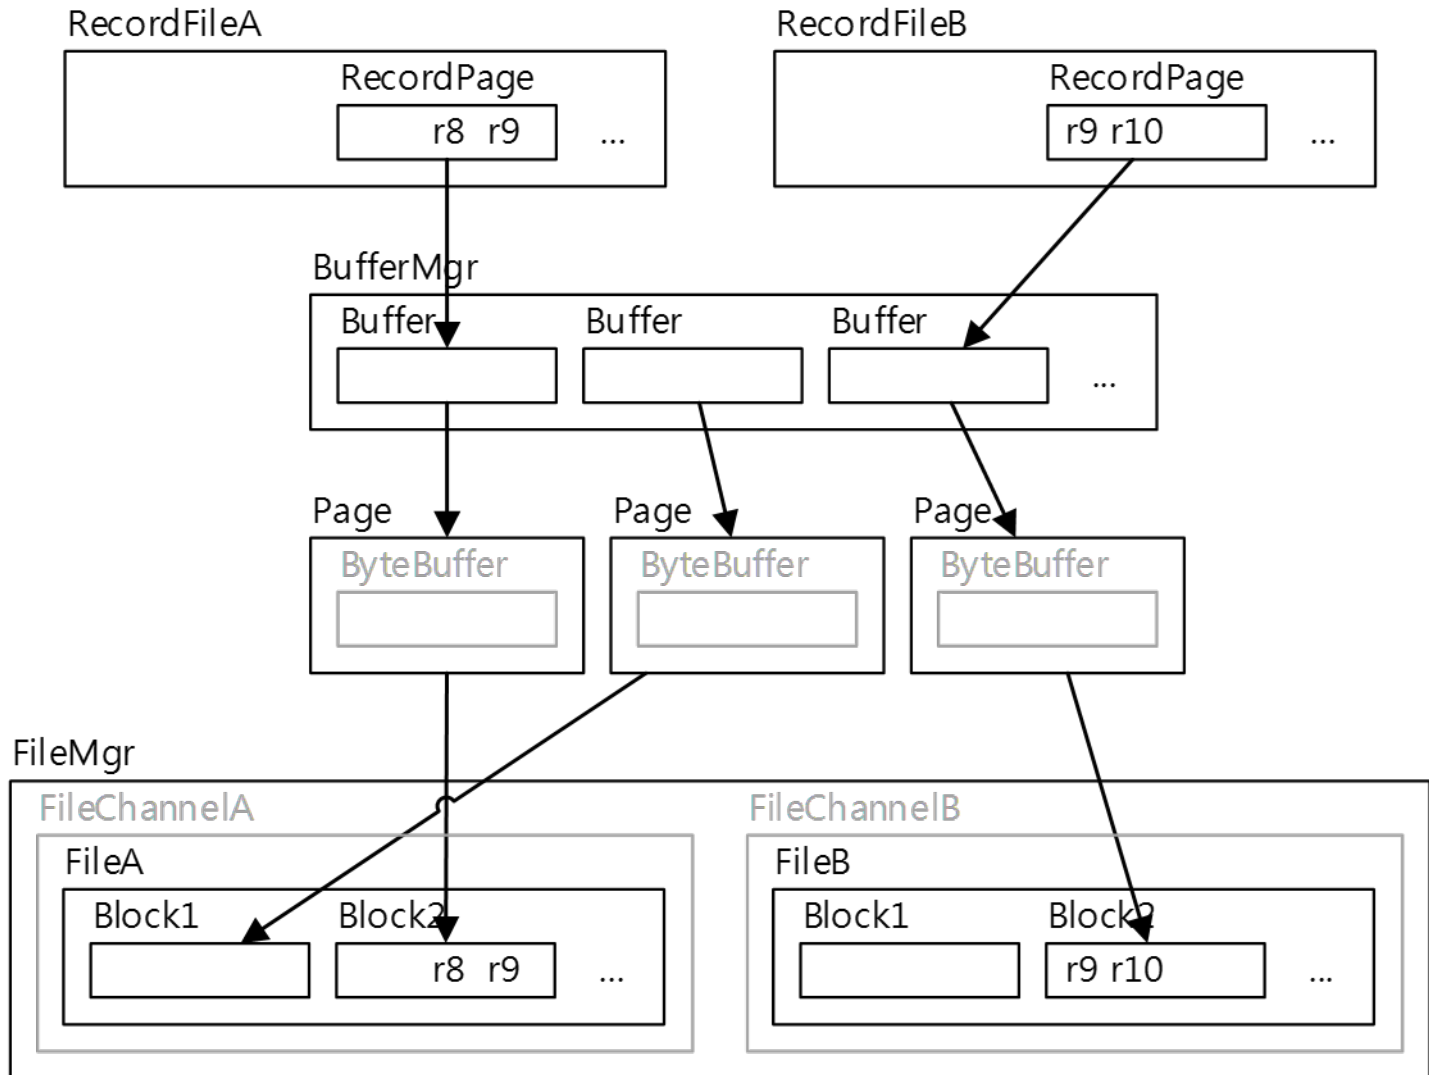 RecordFileA RecordFileB
RecordPage RecordPage
r8 r9 ... r9 r10 ...
BufferMgr
Buffer Buffer Buffer
...
Page Page Page
ByteBuffer ByteBuffer ByteBuffer
FileMgr
FileChannelA FileChannelB
FileA FileB
Block1 Block2 Block1 Block2
r8 r9 ... r9 r10 ...